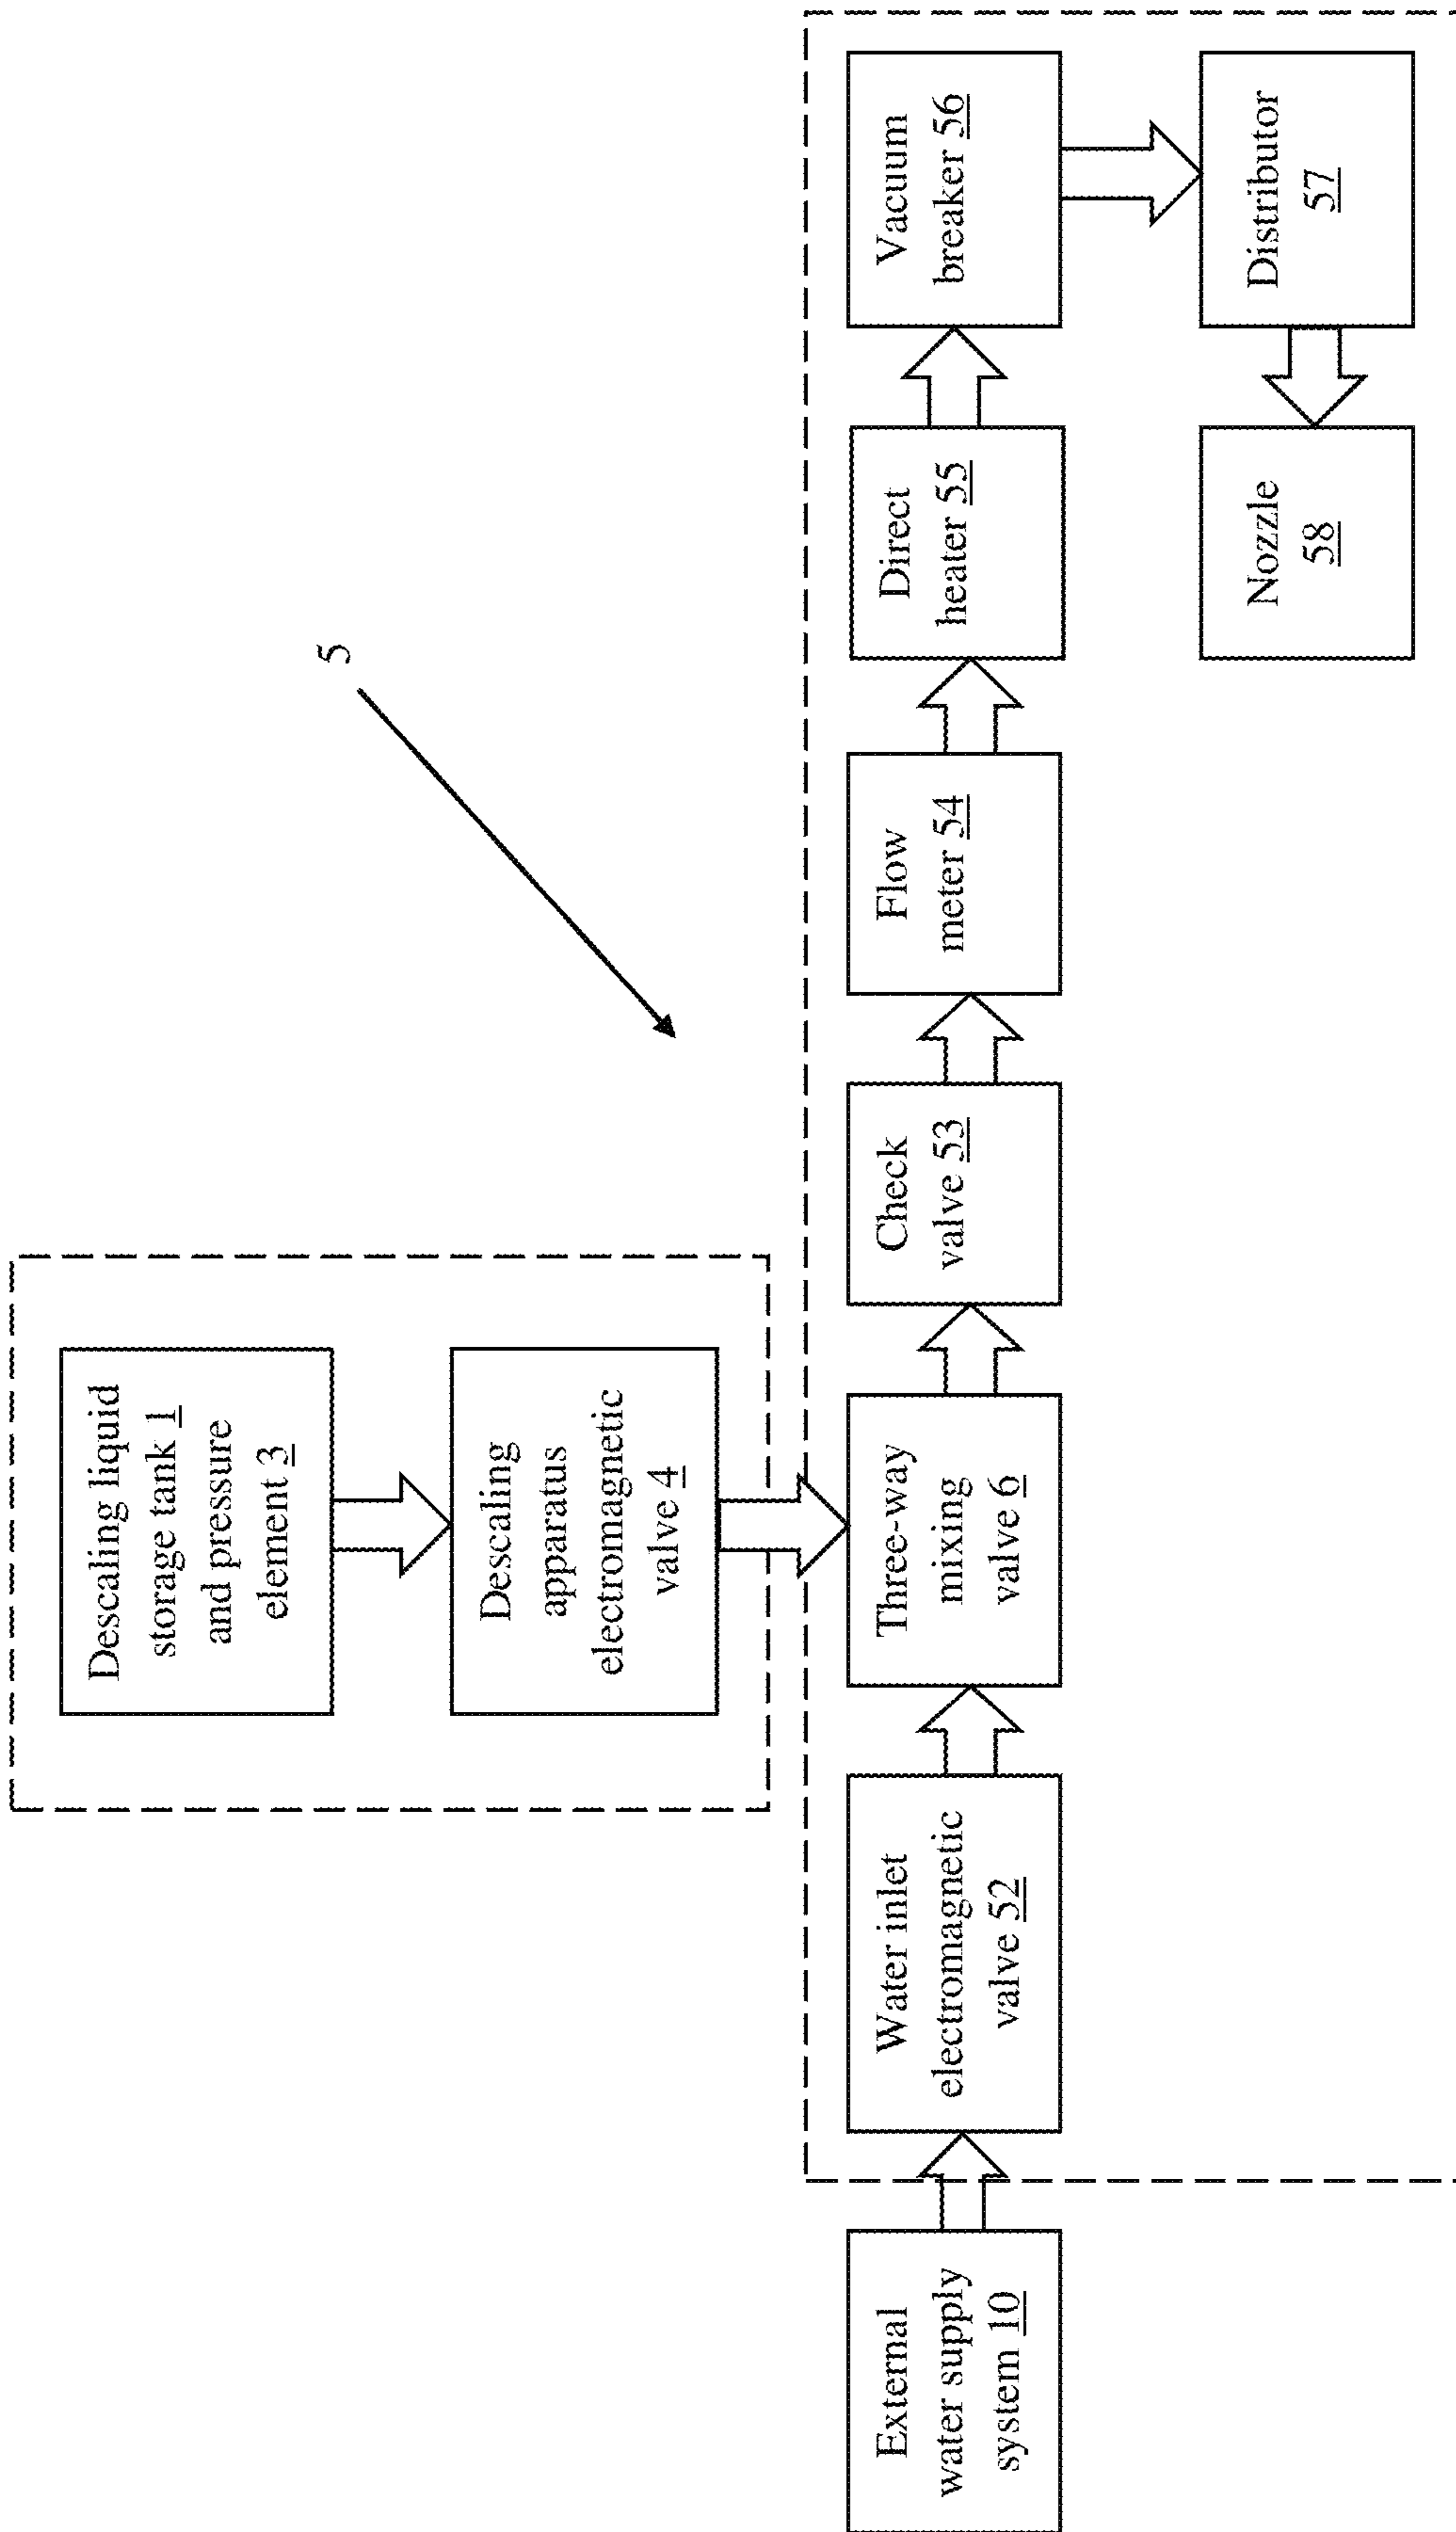 5
Descaling liquid
storage tank 1
and pressure
element 3
Descaling
apparatus
electromagnetic
valve 4
External
water supply
system 10
Water inlet
electromagnetic
valve 52
Three-way
mixing
valve 6
Check
valve 53
Flow
meter 54
Direct
heater 55
Vacuum
breaker 56
Nozzle
58
Distributor
57